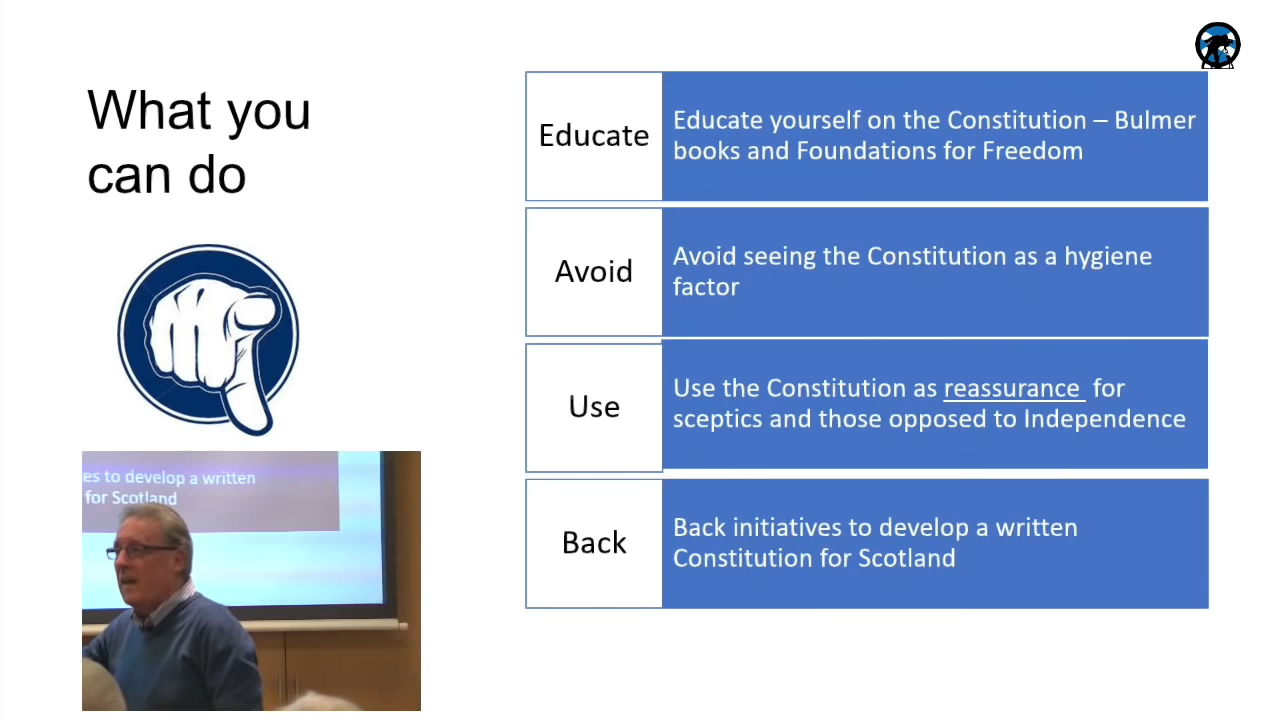 What you
can do
Educate
Educate yourself on the Constitution – Bulmer
books and Foundations for Freedom
Avoid
Avoid seeing the Constitution as a hygiene
factor
Use
Use the Constitution as reassurance for
sceptics and those opposed to Independence
Back
Back initiatives to develop a written
Constitution for Scotland
es to develop a written
for Scotland